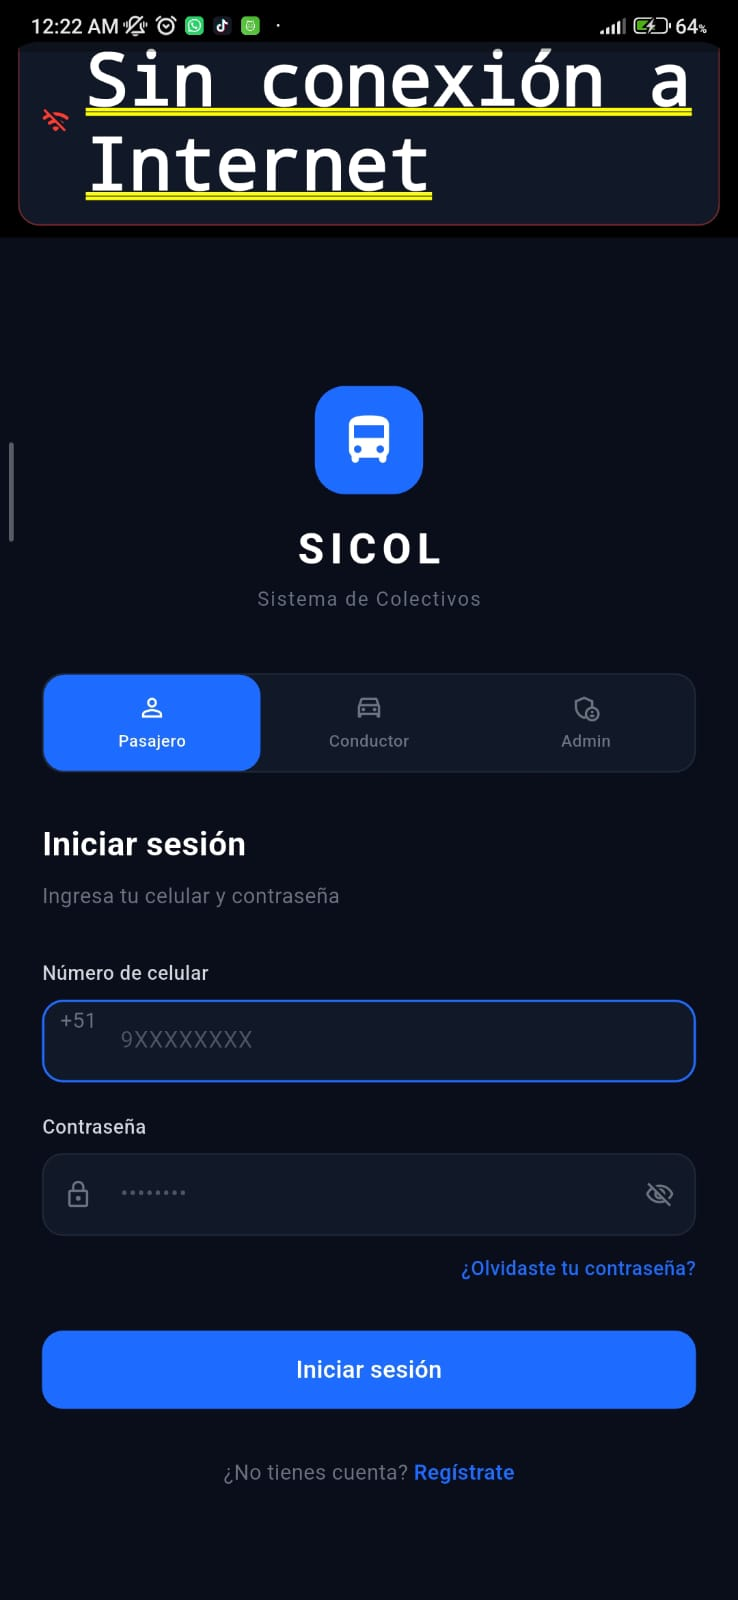 12:22 AM 64%
Sin conexión a
Internet
SICOL
Sistema de Colectivos
Pasajero Conductor Admin
Iniciar sesión
Ingresa tu celular y contraseña
Número de celular
+51 9XXXXXXXX
Contraseña
••••••••
¿Olvidaste tu contraseña?
Iniciar sesión
¿No tienes cuenta? Regístrate